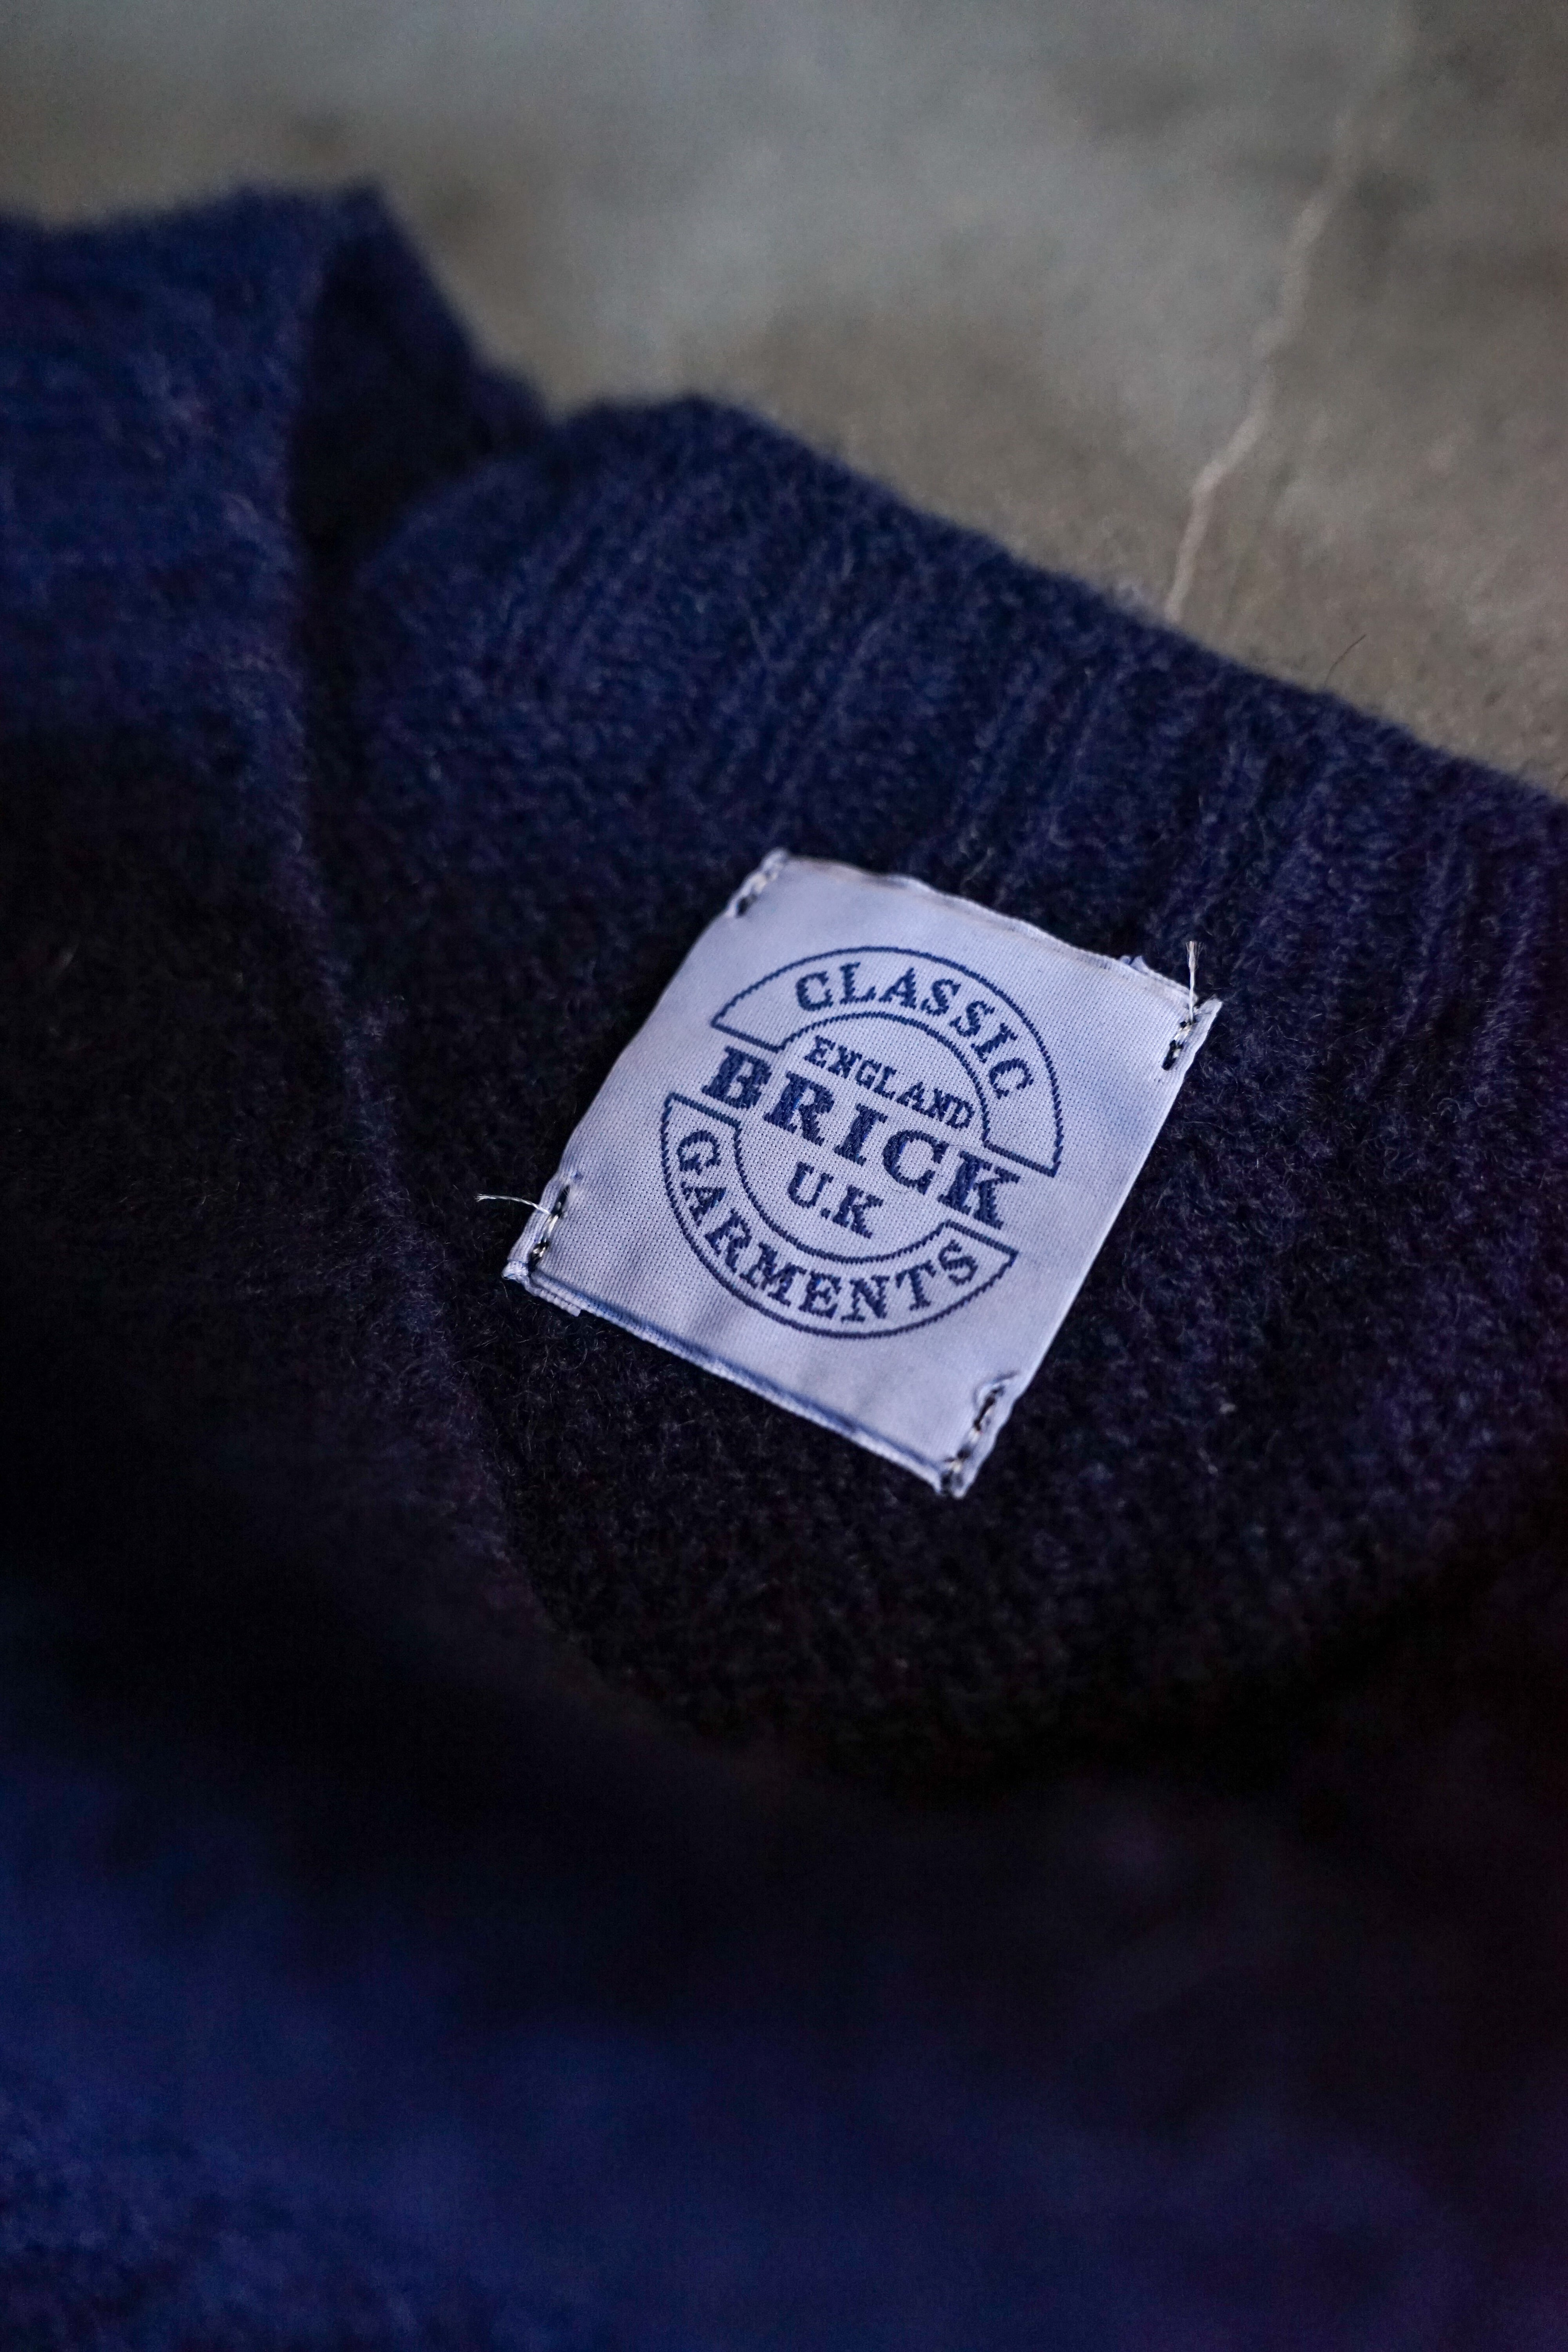 CLASSIC
ENGLAND
BRICK
U.K
GARMENTS